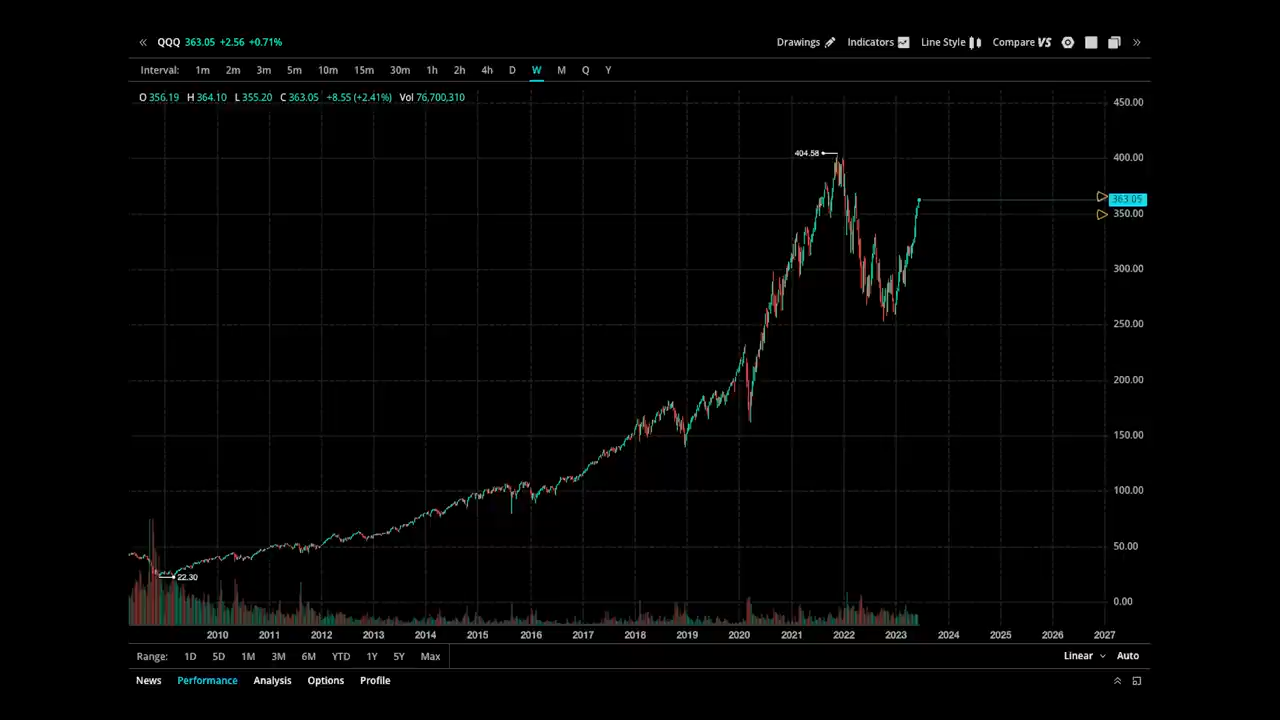 « QQQ 363.05 +2.56 +0.71% Drawings Indicators Line Style Compare VS »
Interval: 1m 2m 3m 5m 10m 15m 30m 1h 2h 4h D W M Q Y
O 356.19 H 364.10 L 355.20 C 363.05 +8.55 (+2.41%) Vol 76,700,310
450.00
404.58
400.00
363.05
350.00
300.00
250.00
200.00
150.00
100.00
50.00
22.30
0.00
2010 2011 2012 2013 2014 2015 2016 2017 2018 2019 2020 2021 2022 2023 2024 2025 2026 2027
Range: 1D 5D 1M 3M 6M YTD 1Y 5Y Max Linear Auto
News Performance Analysis Options Profile